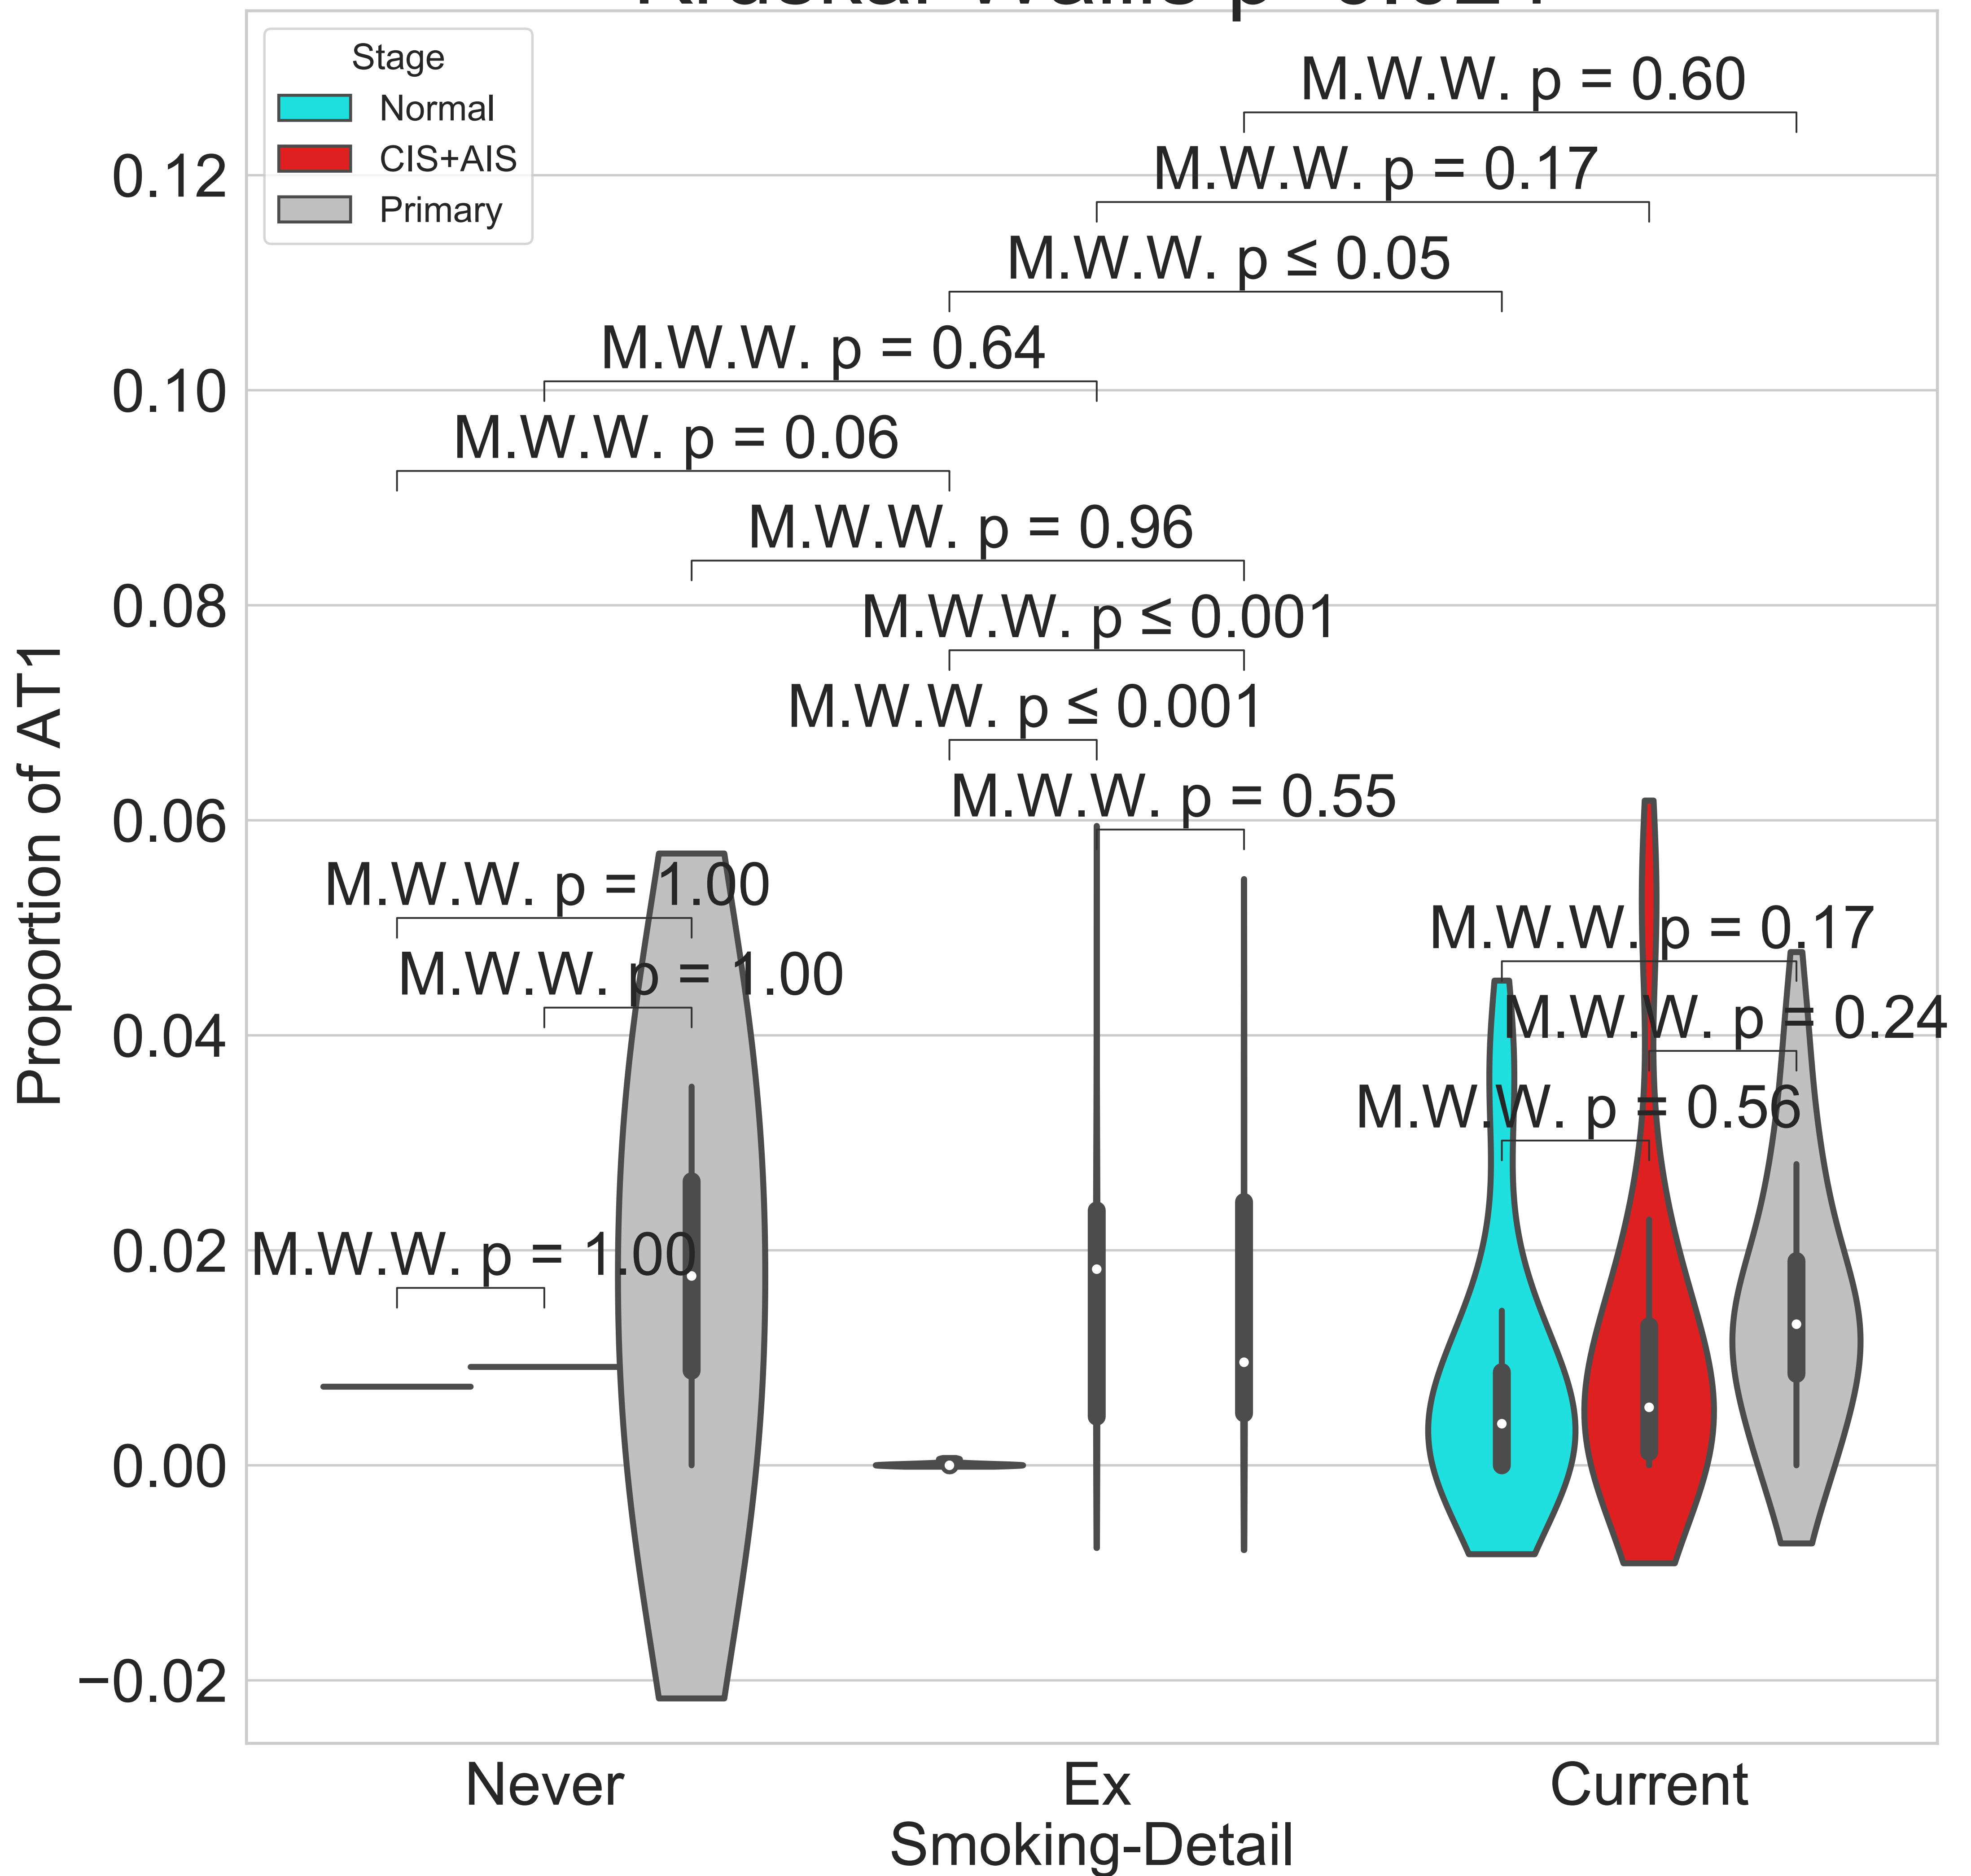 Stage
Normal
CIS+AIS
Primary
M.W.W. p = 0.60
M.W.W. p = 0.17
M.W.W. p ≤ 0.05
M.W.W. p = 0.64
M.W.W. p = 0.06
M.W.W. p = 0.96
M.W.W. p ≤ 0.001
M.W.W. p ≤ 0.001
M.W.W. p = 0.55
M.W.W. p = 1.00
M.W.W. p = 1.00
M.W.W. p = 1.00
M.W.W. p = 0.17
M.W.W. p = 0.24
M.W.W. p = 0.56
0.12
0.10
0.08
0.06
0.04
0.02
0.00
−0.02
Proportion of AT1
Never
Ex
Current
Smoking-Detail